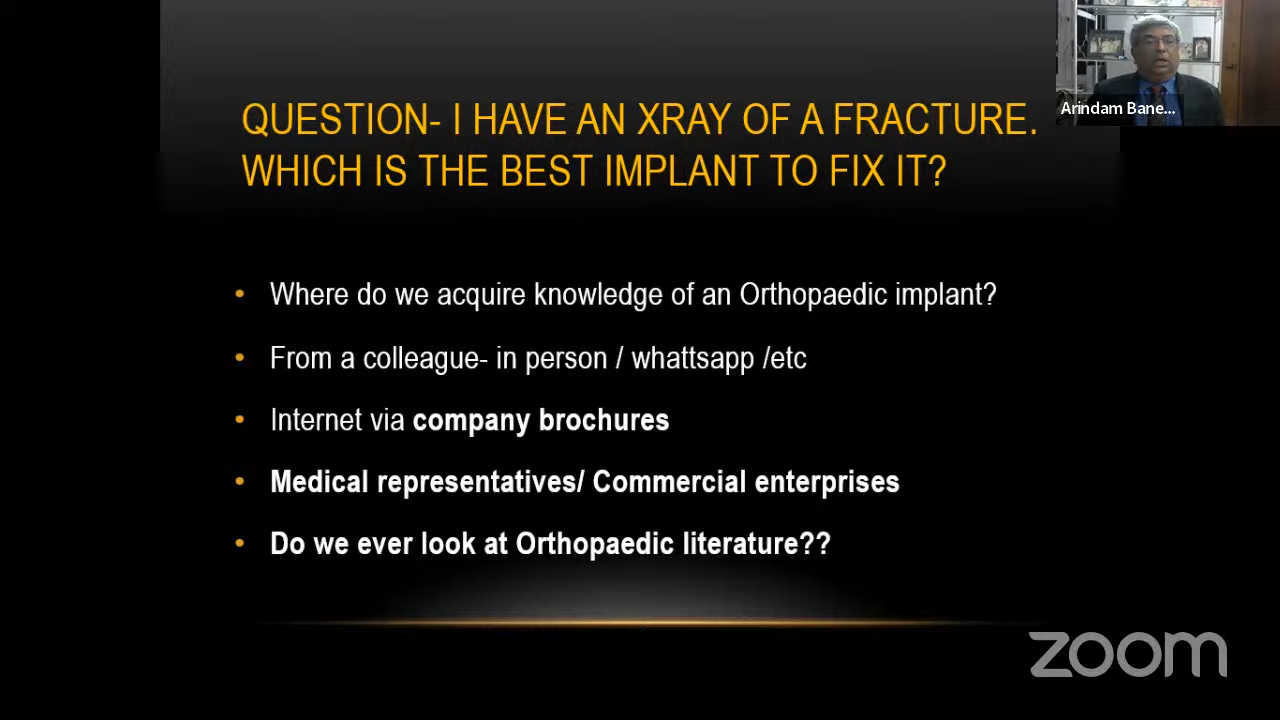 QUESTION- I HAVE AN XRAY OF A FRACTURE.
WHICH IS THE BEST IMPLANT TO FIX IT?
Arindam Bane...
• Where do we acquire knowledge of an Orthopaedic implant?
• From a colleague- in person / whattsapp /etc
• Internet via company brochures
• Medical representatives/ Commercial enterprises
• Do we ever look at Orthopaedic literature??
zoom